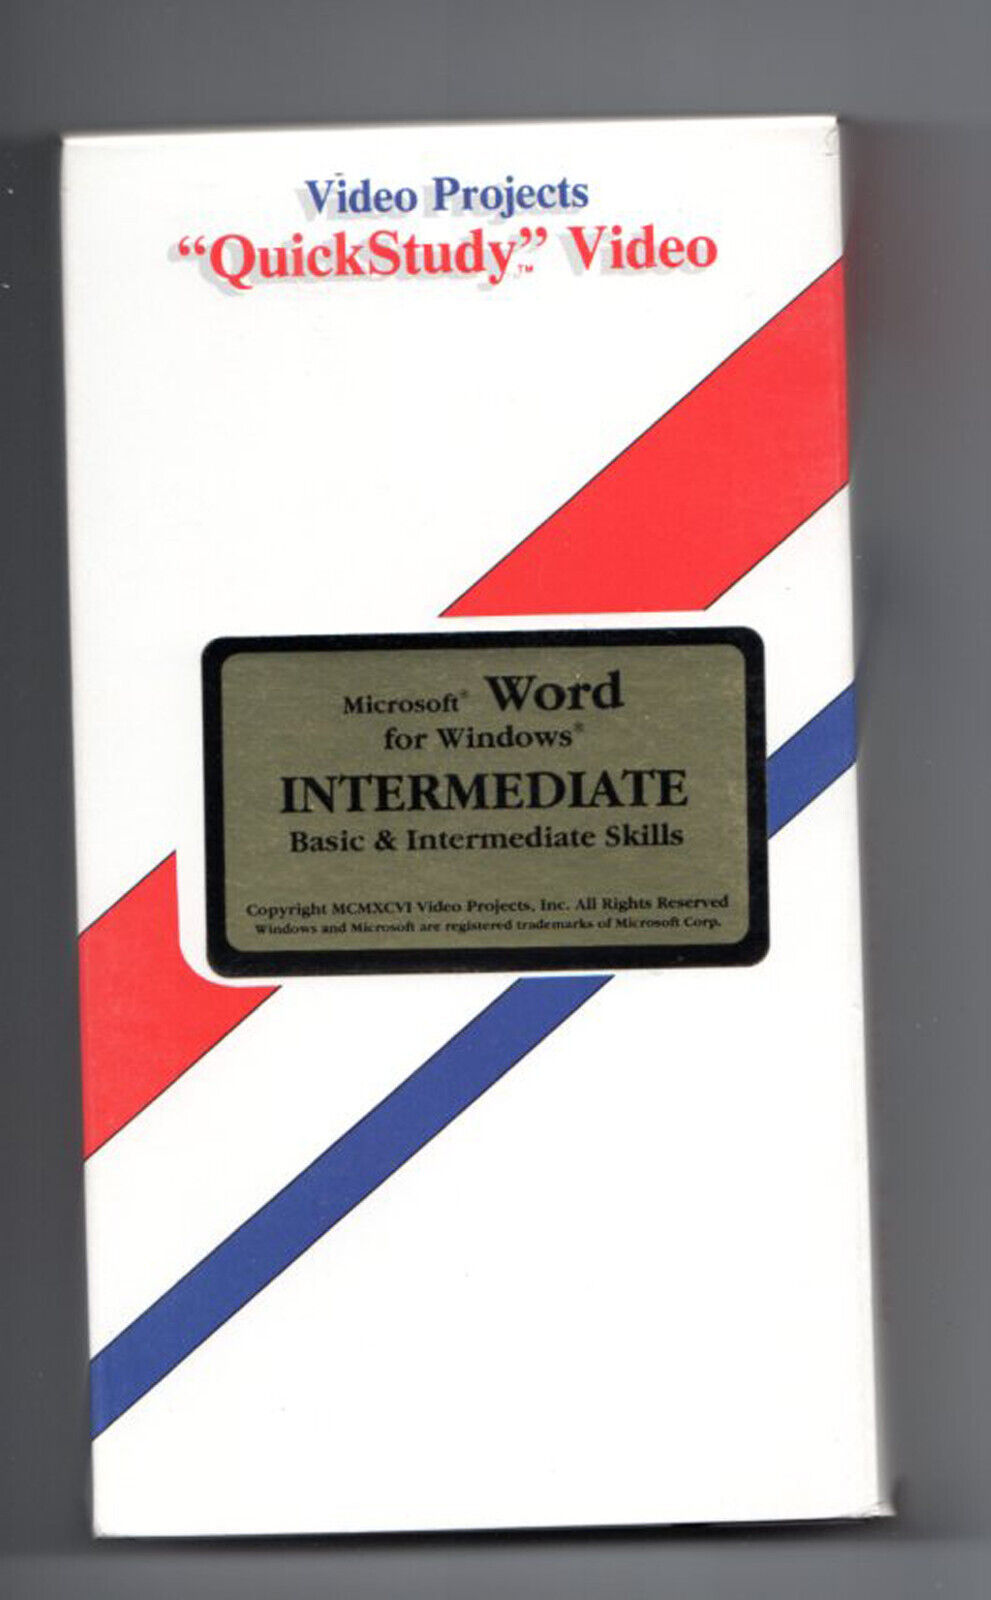 Video Projects
“QuickStudy™” Video
Microsoft® Word
for Windows®
INTERMEDIATE
Basic & Intermediate Skills
Copyright MCMXCVI Video Projects, Inc. All Rights Reserved
Windows and Microsoft are registered trademarks of Microsoft Corp.